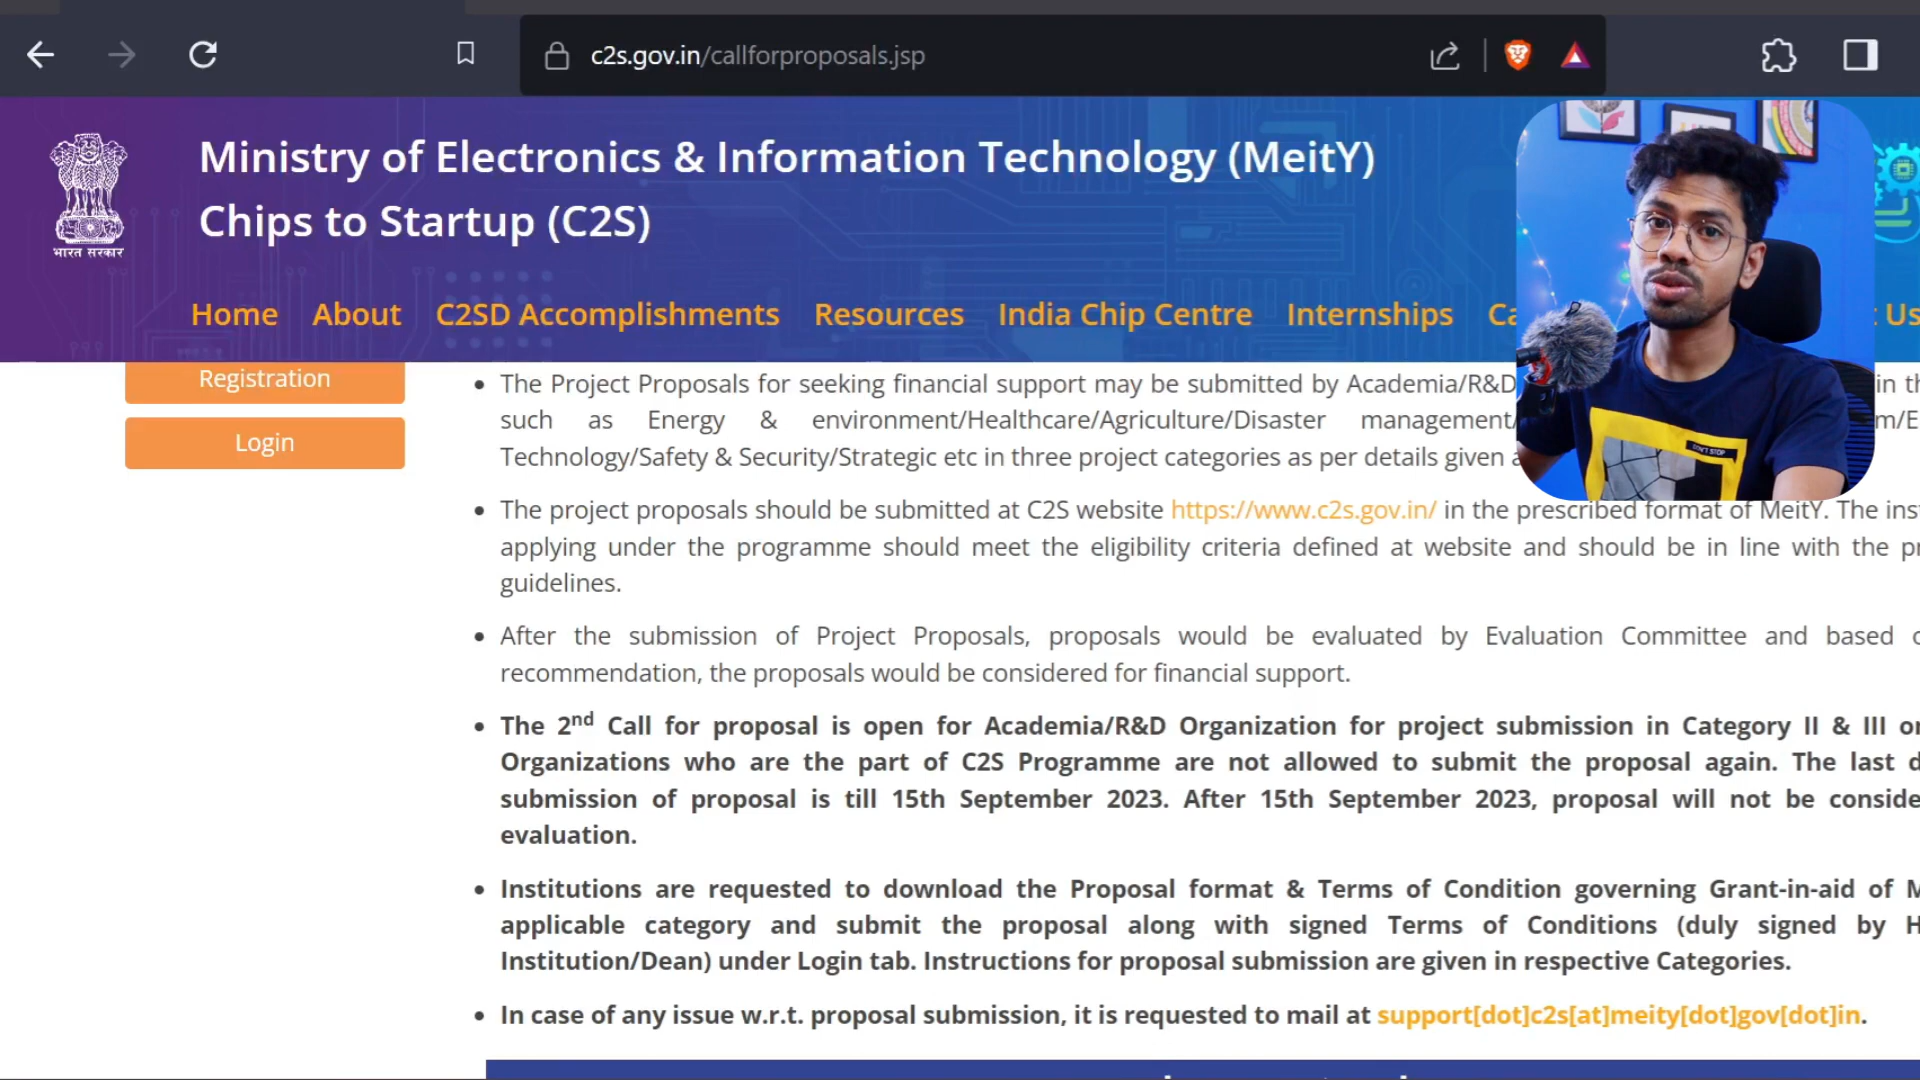 c2s.gov.in/callforproposals.jsp
Ministry of Electronics & Information Technology (MeitY)
Chips to Startup (C2S)
भारत सरकार
Home About C2SD Accomplishments Resources India Chip Centre Internships Ca Us
Registration
Login
• The Project Proposals for seeking financial support may be submitted by Academia/R&D in th
such as Energy & environment/Healthcare/Agriculture/Disaster management/ m/E
Technology/Safety & Security/Strategic etc in three project categories as per details given a
DON'T STOP
• The project proposals should be submitted at C2S website https://www.c2s.gov.in/ in the prescribed format of MeitY. The inst
applying under the programme should meet the eligibility criteria defined at website and should be in line with the pr
guidelines.
• After the submission of Project Proposals, proposals would be evaluated by Evaluation Committee and based o
recommendation, the proposals would be considered for financial support.
• The 2nd Call for proposal is open for Academia/R&D Organization for project submission in Category II & III on
Organizations who are the part of C2S Programme are not allowed to submit the proposal again. The last d
submission of proposal is till 15th September 2023. After 15th September 2023, proposal will not be conside
evaluation.
• Institutions are requested to download the Proposal format & Terms of Condition governing Grant-in-aid of M
applicable category and submit the proposal along with signed Terms of Conditions (duly signed by H
Institution/Dean) under Login tab. Instructions for proposal submission are given in respective Categories.
• In case of any issue w.r.t. proposal submission, it is requested to mail at support[dot]c2s[at]meity[dot]gov[dot]in.